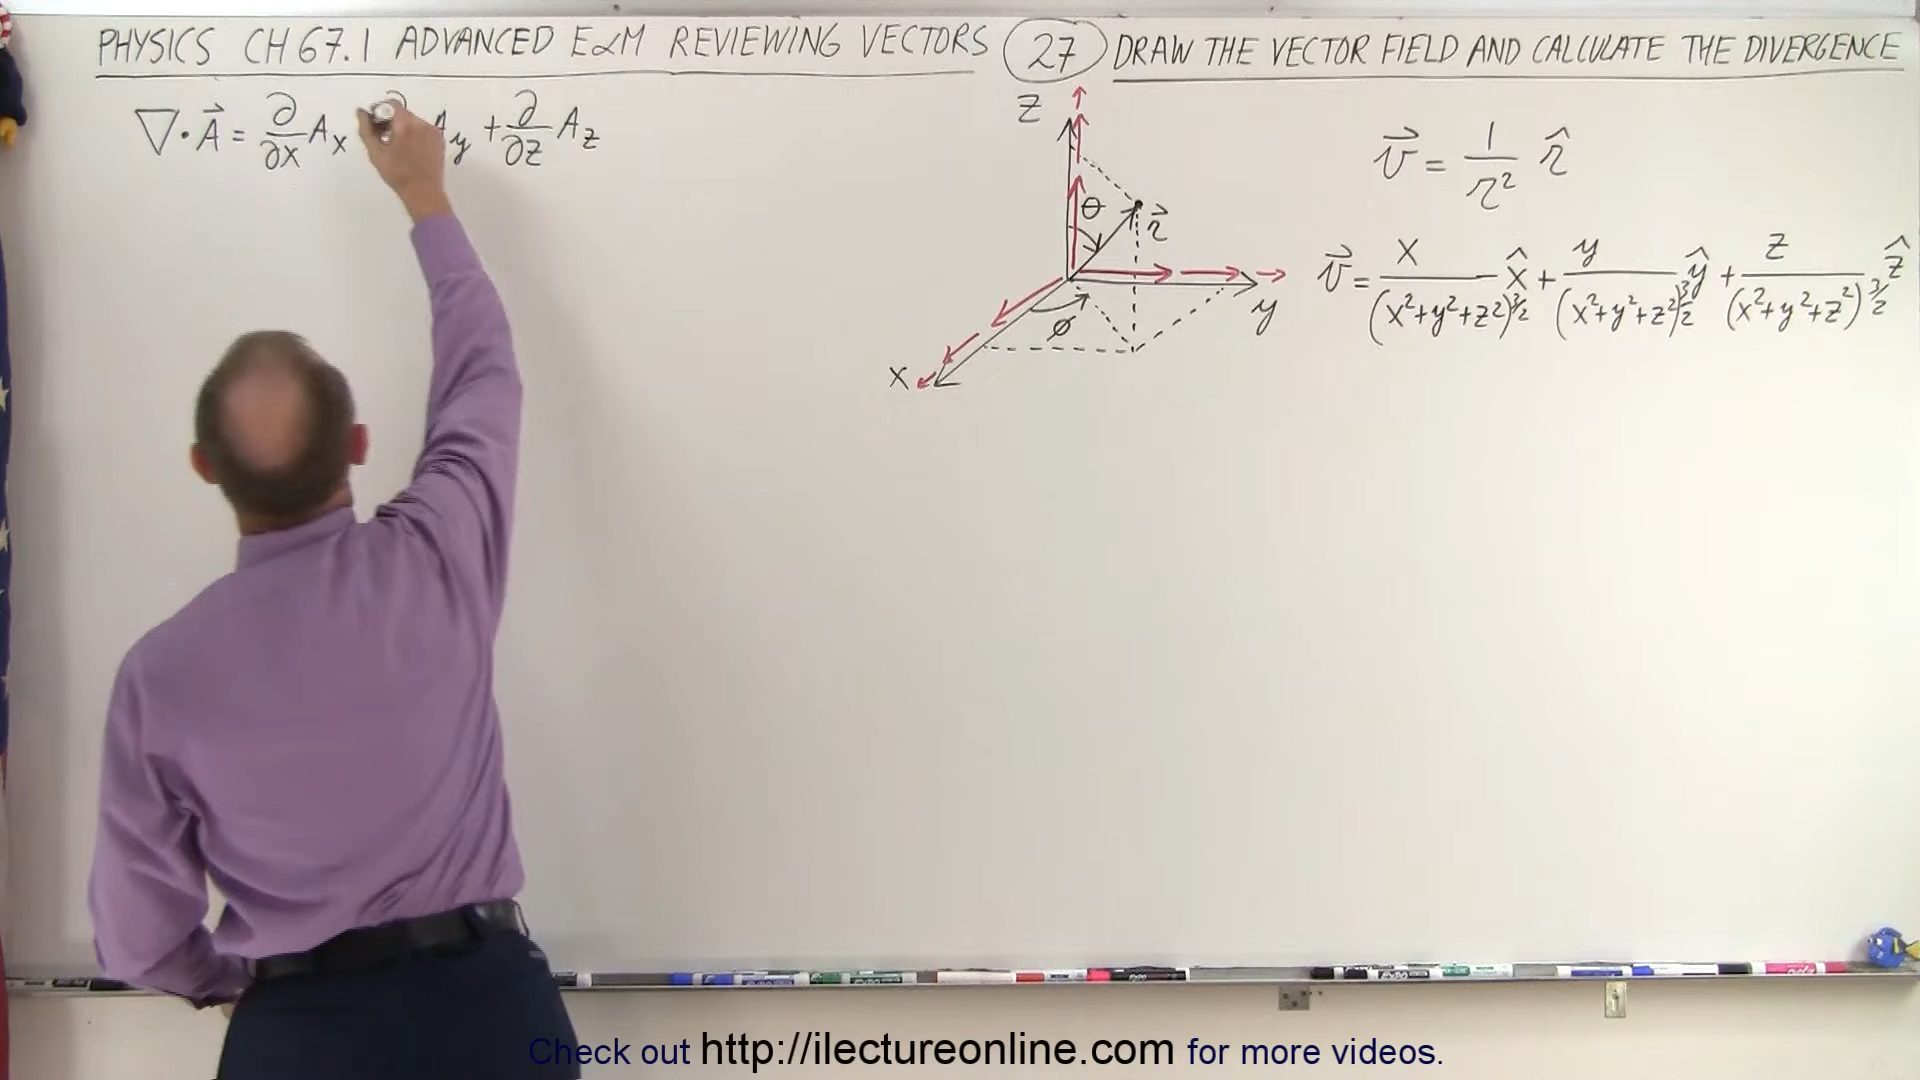 PHYSICS CH 67.1 ADVANCED E&M REVIEWING VECTORS 27 DRAW THE VECTOR FIELD AND CALCULATE THE DIVERGENCE
∇·A⃗ = ∂/∂x Aₓ A_y + ∂/∂z A_z
z
θ
r⃗
ϕ
y
x
v⃗ = 1/r² r̂
v⃗ = x/(x²+y²+z²)^3/2 x̂ + y/(x²+y²+z²)^3/2 ŷ + z/(x²+y²+z²)^3/2 ẑ
Check out http://ilectureonline.com for more videos.